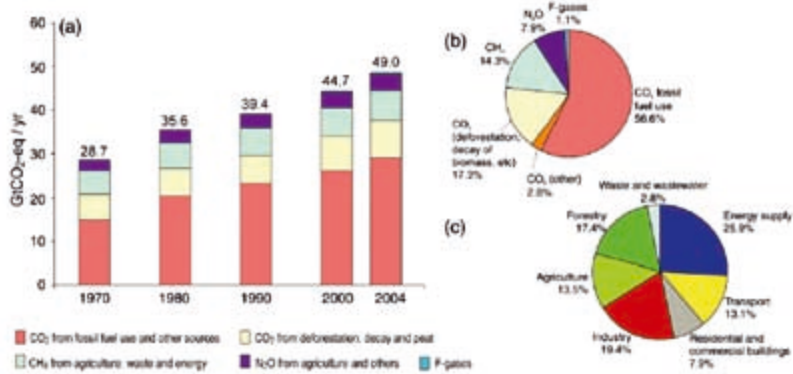 (a)
60
50
40
30
20
10
0
GtCO₂-eq / yr
28.7
35.6
39.4
44.7
49.0
1970
1980
1990
2000
2004
CO₂ from fossil fuel use and other sources
CO₂ from deforestation, decay and peat
CH₄ from agriculture, waste and energy
N₂O from agriculture and others
F-gases
(b)
F-gases
1.1%
N₂O
7.9%
CH₄
14.3%
CO₂ fossil
fuel use
56.6%
CO₂
(deforestation,
decay of
biomass, etc)
17.3%
CO₂ (other)
2.8%
(c)
Waste and wastewater
2.8%
Forestry
17.4%
Energy supply
25.9%
Agriculture
13.5%
Transport
13.1%
Industry
19.4%
Residential and
commercial buildings
7.9%